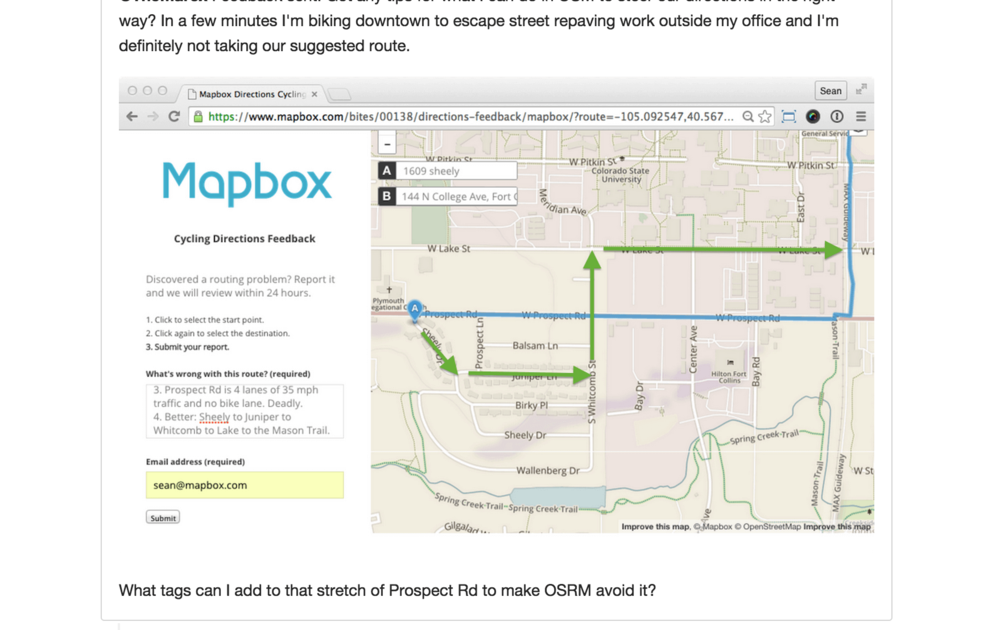 way? In a few minutes I'm biking downtown to escape street repaving work outside my office and I'm
definitely not taking our suggested route.
Mapbox Directions Cycling
Sean
https://www.mapbox.com/bites/00138/directions-feedback/mapbox/?route=-105.092547,40.567...
Mapbox
Cycling Directions Feedback
Discovered a routing problem? Report it
and we will review within 24 hours.
1. Click to select the start point.
2. Click again to select the destination.
3. Submit your report.
What's wrong with this route? (required)
3. Prospect Rd is 4 lanes of 35 mph
traffic and no bike lane. Deadly.
4. Better: Sheely to Juniper to
Whitcomb to Lake to the Mason Trail.
Email address (required)
sean@mapbox.com
Submit
A 1609 sheely
B 144 N College Ave, Fort C
General Servic
W Pitkin St
W Pitkin St
W Pitkin St
Colorado State
University
Meridian Ave
East Dr
MAX Guideway
W Lake St
W Lake St
W Lake St
W
Plymouth
A
Prospect Rd
W Prospect Rd
W Prospect Rd
Sheely Dr
Prospect Ln
Balsam Ln
Juniper Ln
Birky Pl
Sheely Dr
Wallenberg Dr
S Whitcomb St
Bay Dr
Center Ave
Hilton Fort
Collins
Bay Rd
Mason-Trail
Spring Creek-Trail
Mason-Trail
MAX Guideway
W St
Spring Creek-Trail
Spring Creek-Trail
Ave
Improve this map, © Mapbox © OpenStreetMap Improve this map
What tags can I add to that stretch of Prospect Rd to make OSRM avoid it?